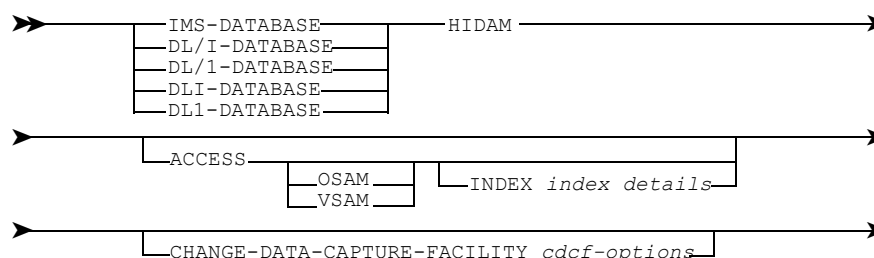 IMS-DATABASE HIDAM
DL/I-DATABASE
DL/1-DATABASE
DLI-DATABASE
DL1-DATABASE
ACCESS
OSAM INDEX index details
VSAM
CHANGE-DATA-CAPTURE-FACILITY cdcf-options